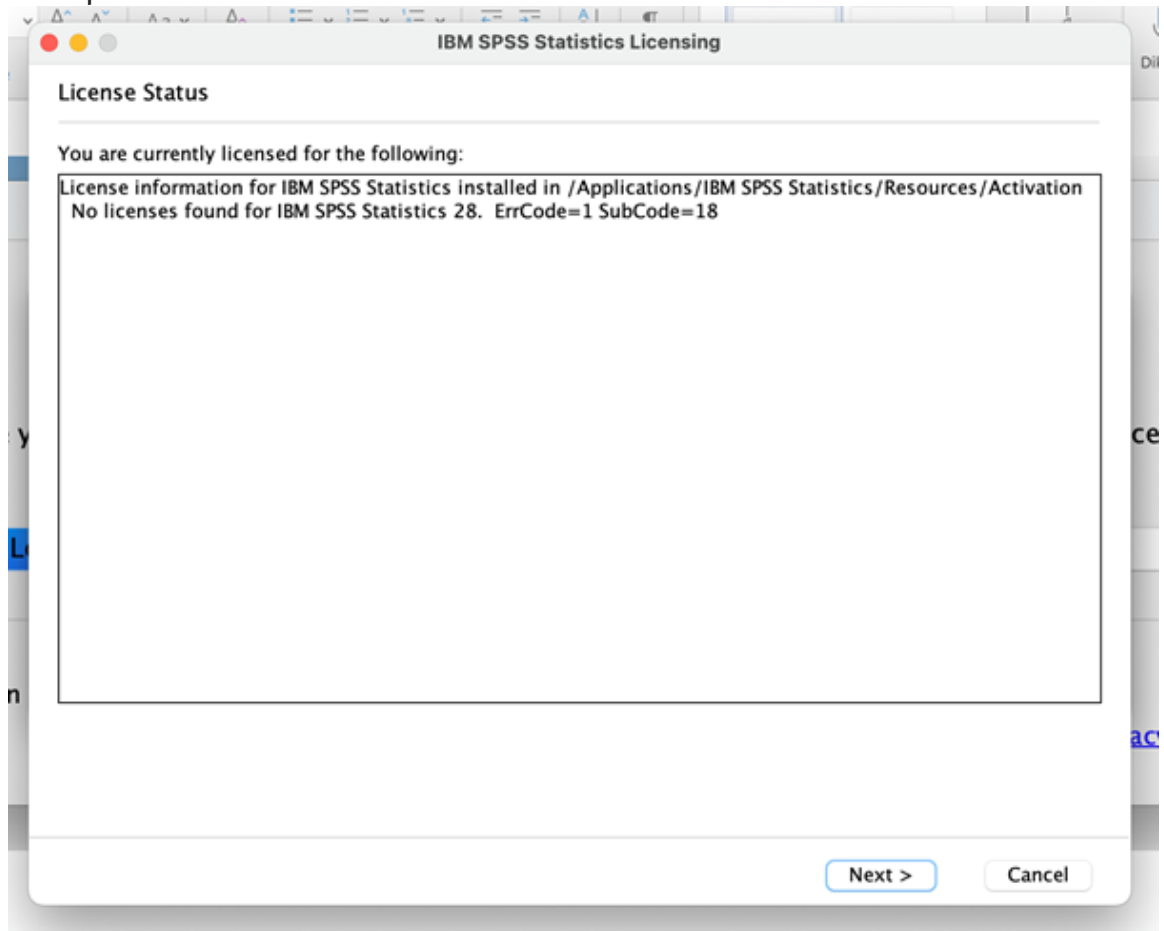 IBM SPSS Statistics Licensing
License Status
You are currently licensed for the following:
License information for IBM SPSS Statistics installed in /Applications/IBM SPSS Statistics/Resources/Activation
No licenses found for IBM SPSS Statistics 28. ErrCode=1 SubCode=18
Next >
Cancel